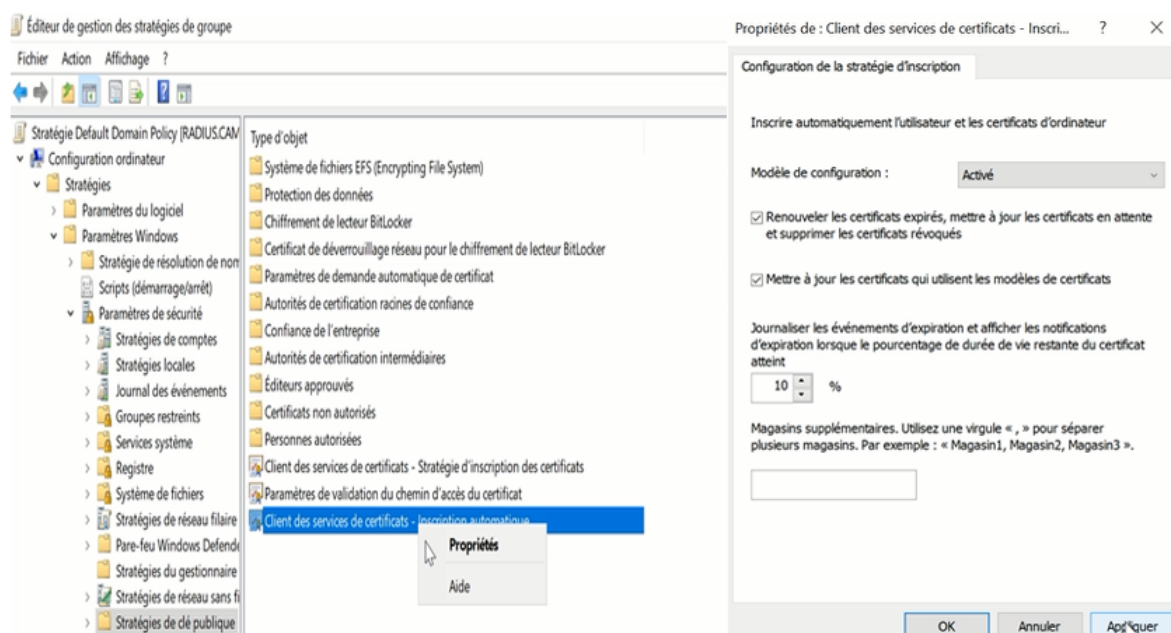 Éditeur de gestion des stratégies de groupe
Fichier Action Affichage ?
Stratégie Default Domain Policy [RADIUS.CAM
Configuration ordinateur
Stratégies
Paramètres du logiciel
Paramètres Windows
Stratégie de résolution de nom
Scripts (démarrage/arrêt)
Paramètres de sécurité
Stratégies de comptes
Stratégies locales
Journal des événements
Groupes restreints
Services système
Registre
Système de fichiers
Stratégies de réseau filaire
Pare-feu Windows Defende
Stratégies du gestionnaire
Stratégies de réseau sans fi
Stratégies de clé publique
Type d'objet
Système de fichiers EFS (Encrypting File System)
Protection des données
Chiffrement de lecteur BitLocker
Certificat de déverrouillage réseau pour le chiffrement de lecteur BitLocker
Paramètres de demande automatique de certificat
Autorités de certification racines de confiance
Confiance de l'entreprise
Autorités de certification intermédiaires
Éditeurs approuvés
Certificats non autorisés
Personnes autorisées
Client des services de certificats - Stratégie d'inscription des certificats
Paramètres de validation du chemin d'accès du certificat
Client des services de certificats - Inscription automatique
Propriétés
Aide
Propriétés de : Client des services de certificats - Inscri... ?
Configuration de la stratégie d'inscription
Inscrire automatiquement l'utilisateur et les certificats d'ordinateur
Modèle de configuration : Activé
Renouveler les certificats expirés, mettre à jour les certificats en attente
et supprimer les certificats révoqués
Mettre à jour les certificats qui utilisent les modèles de certificats
Journaliser les événements d'expiration et afficher les notifications
d'expiration lorsque le pourcentage de durée de vie restante du certificat
atteint
10 %
Magasins supplémentaires. Utilisez une virgule « , » pour séparer
plusieurs magasins. Par exemple : « Magasin1, Magasin2, Magasin3 ».
OK Annuler Appliquer